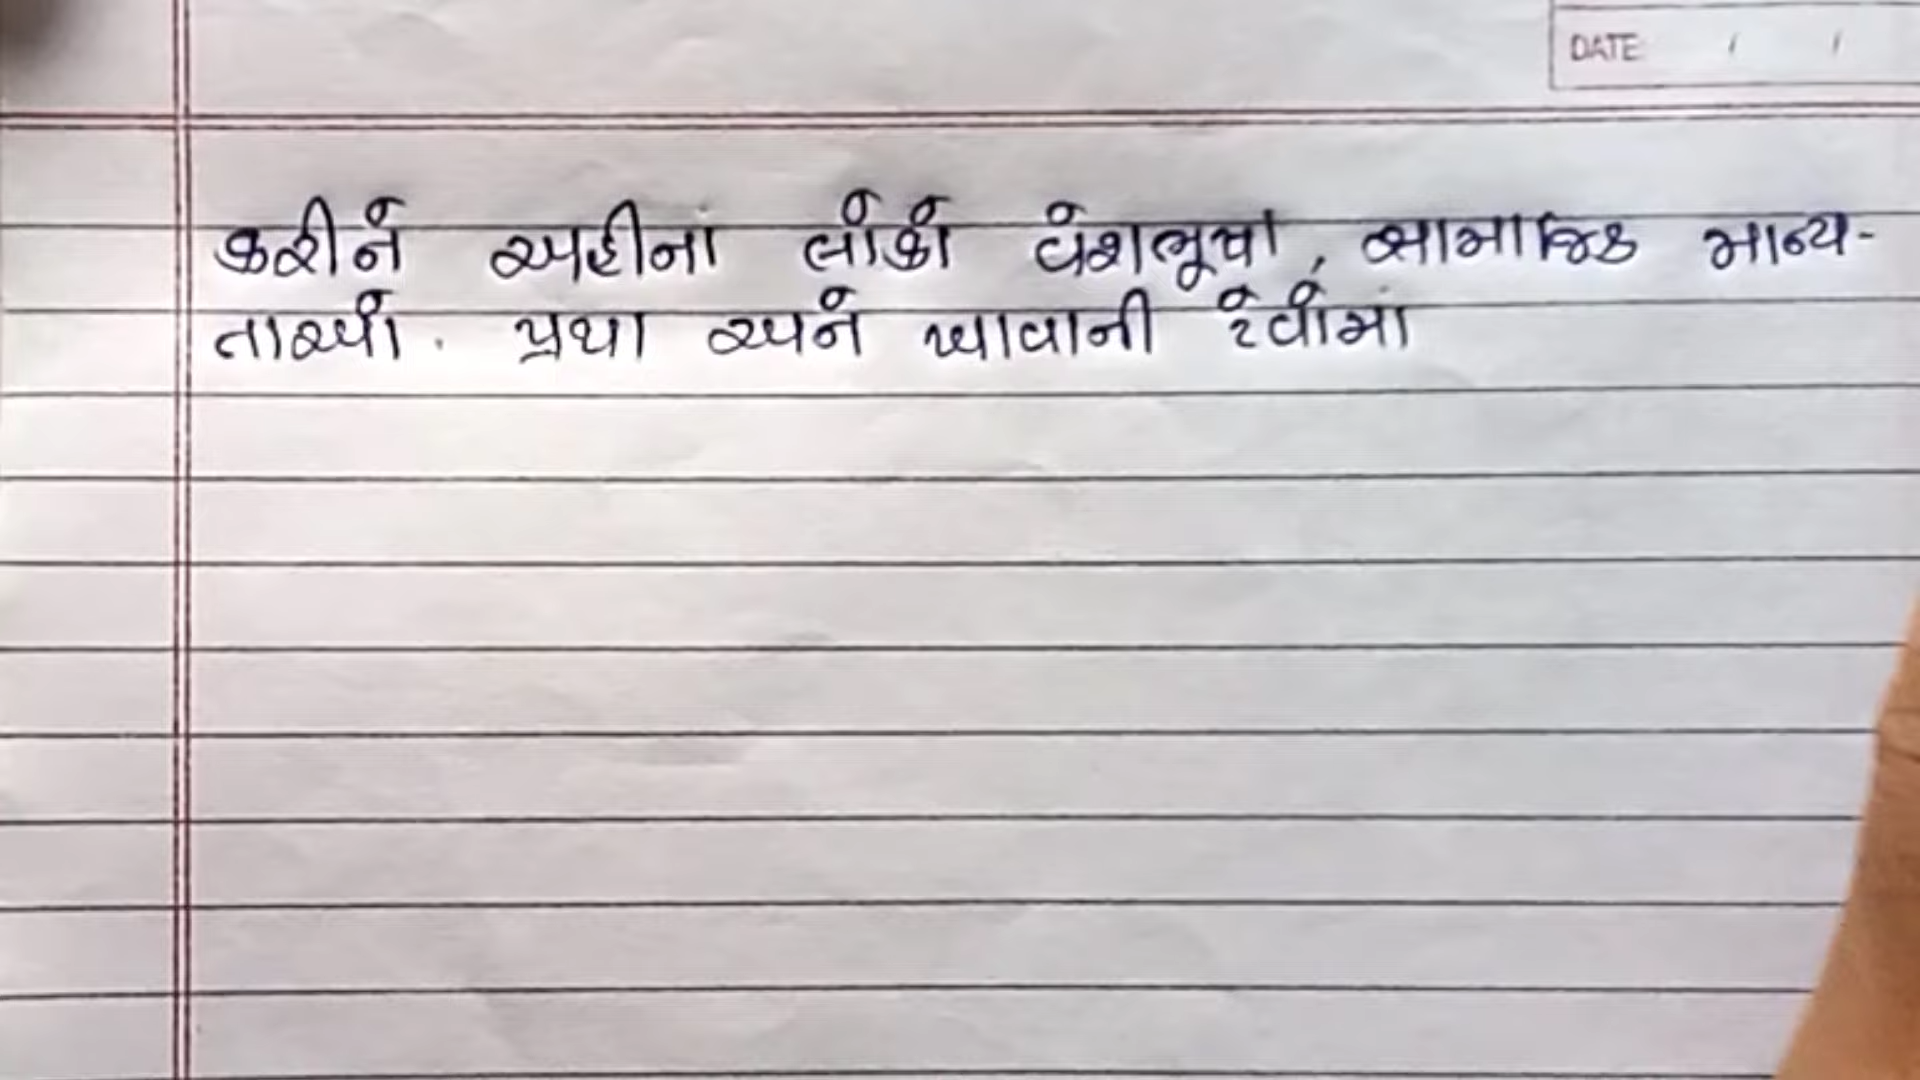 DATE / /
કરીને અહીનાં લોકો વેશભૂષા, સામાજિક માન્ય-
તાઓ. પ્રથા અને ખાવાની ટેવોમાં